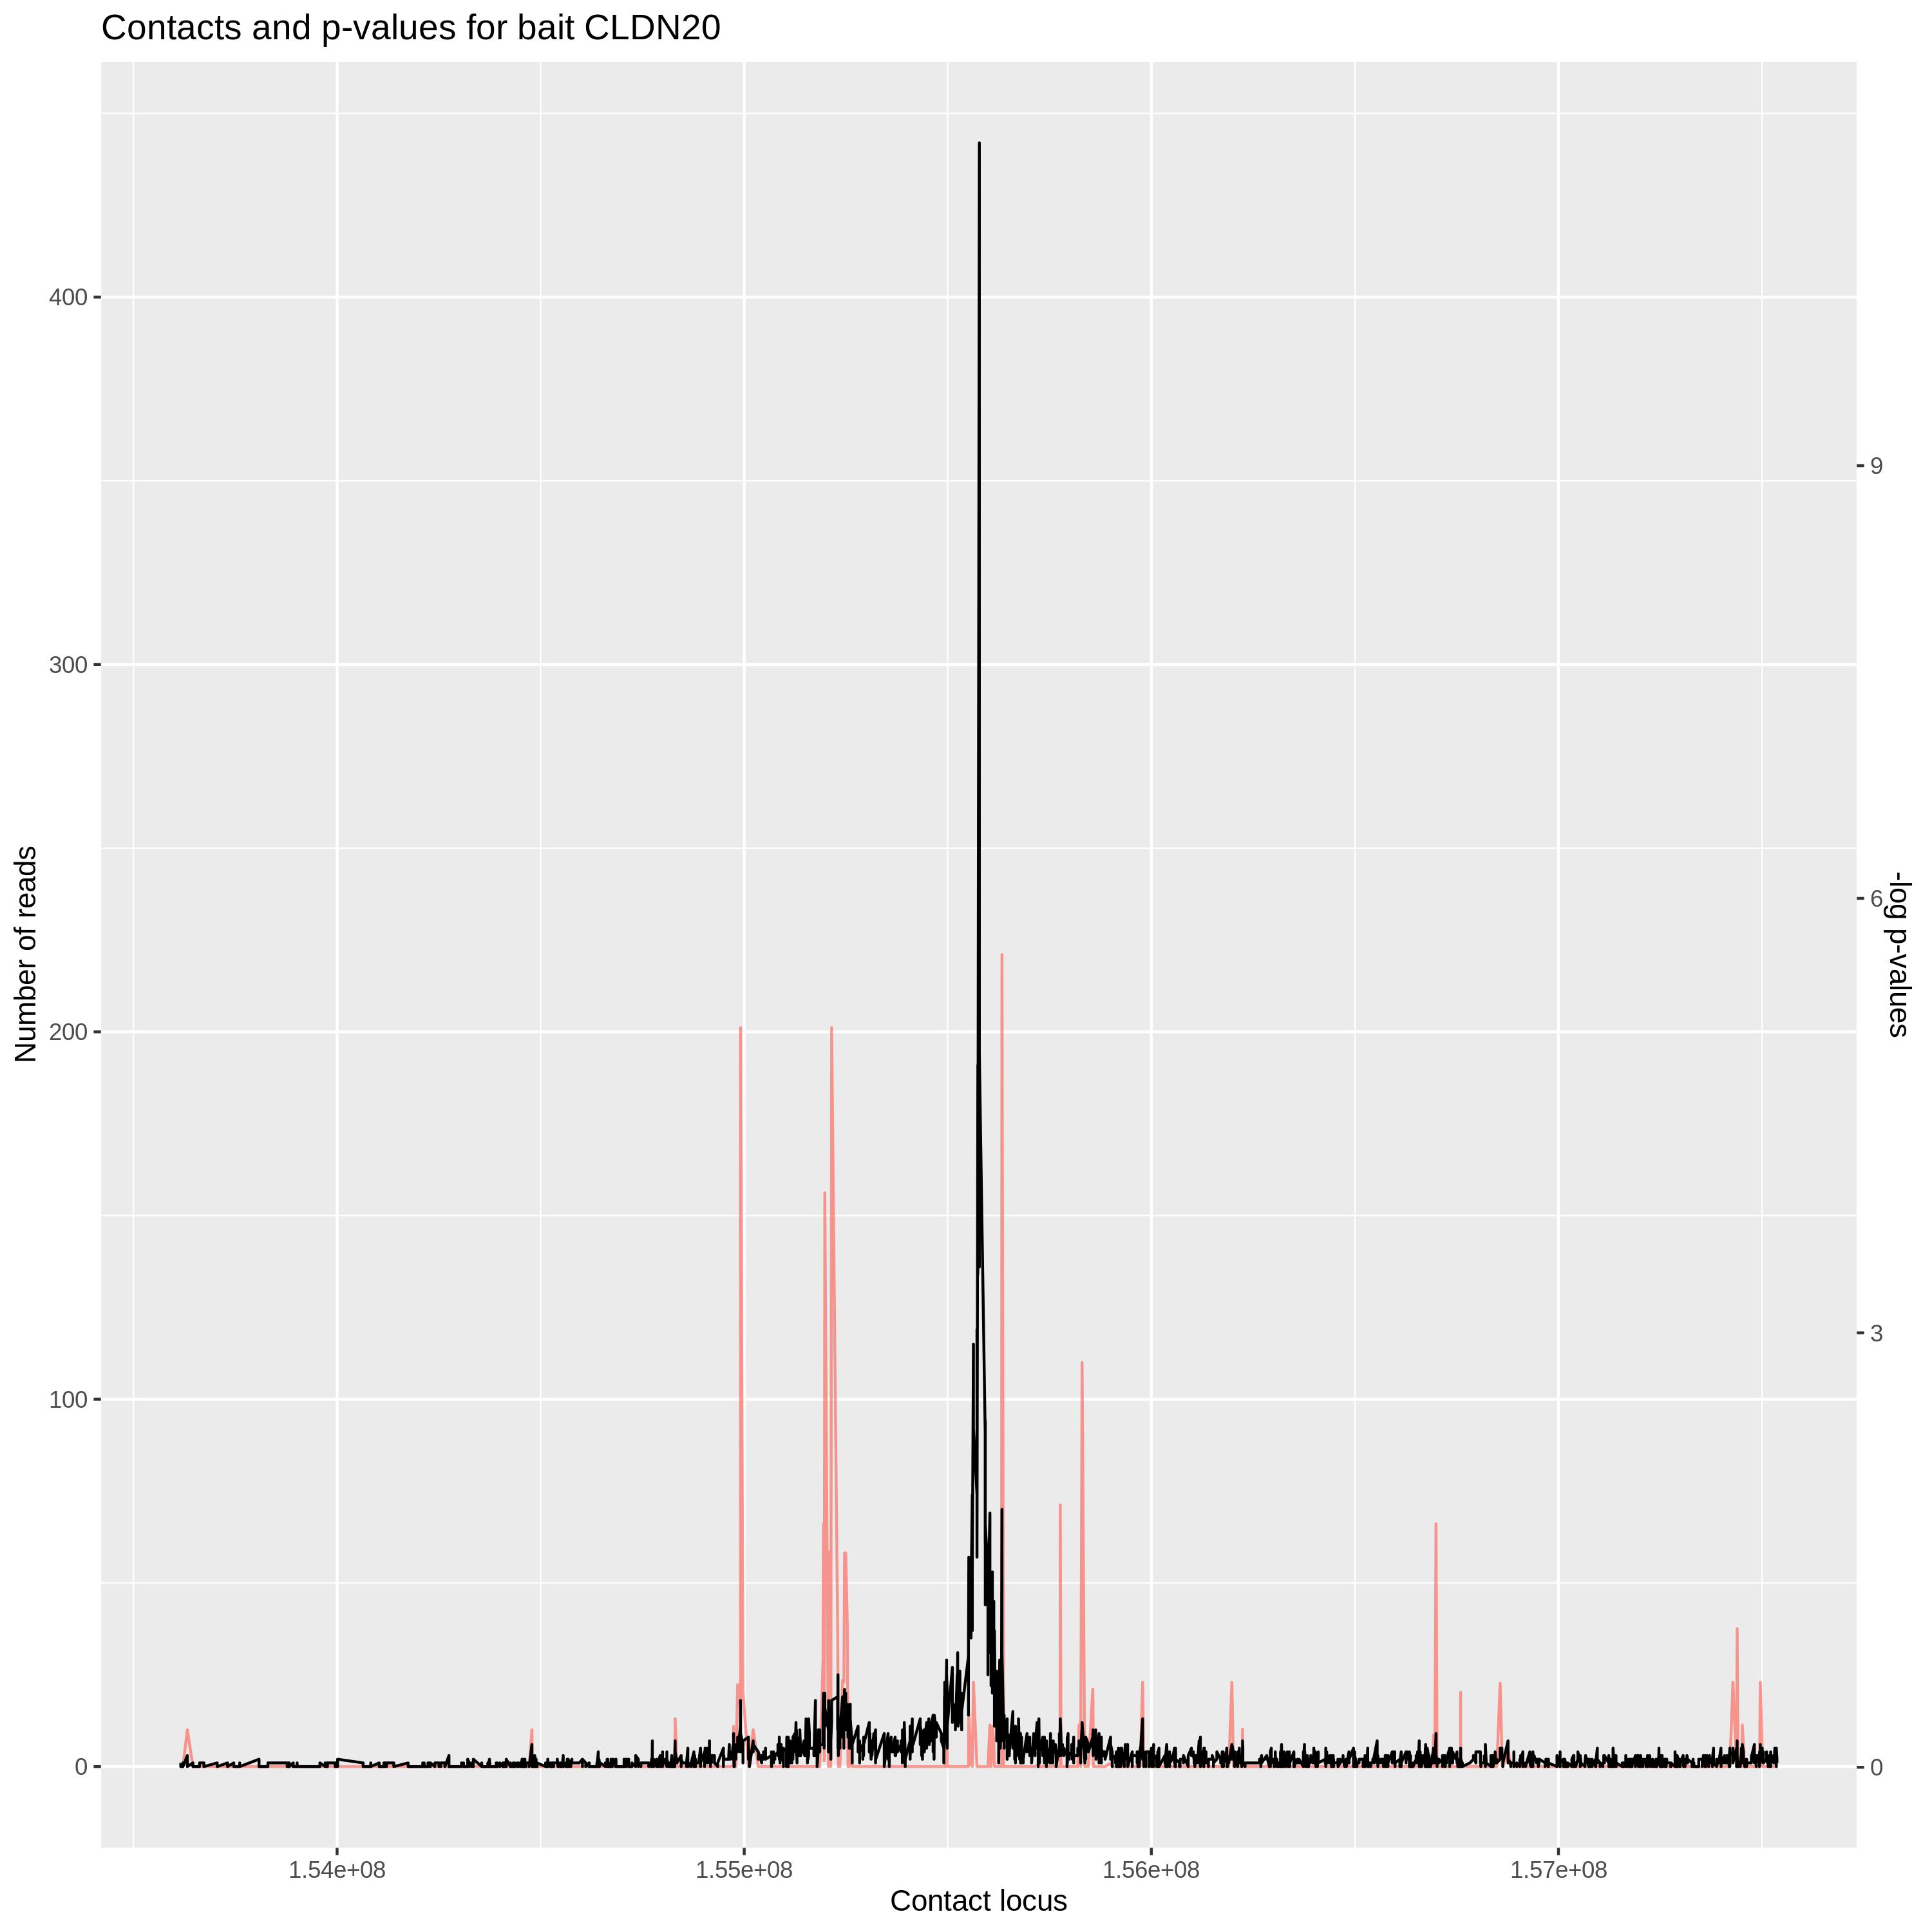 Contacts and p-values for bait CLDN20
Number of reads
400
300
200
100
0
9
6
3
0
-log p-values
1.54e+08
1.55e+08
1.56e+08
1.57e+08
Contact locus